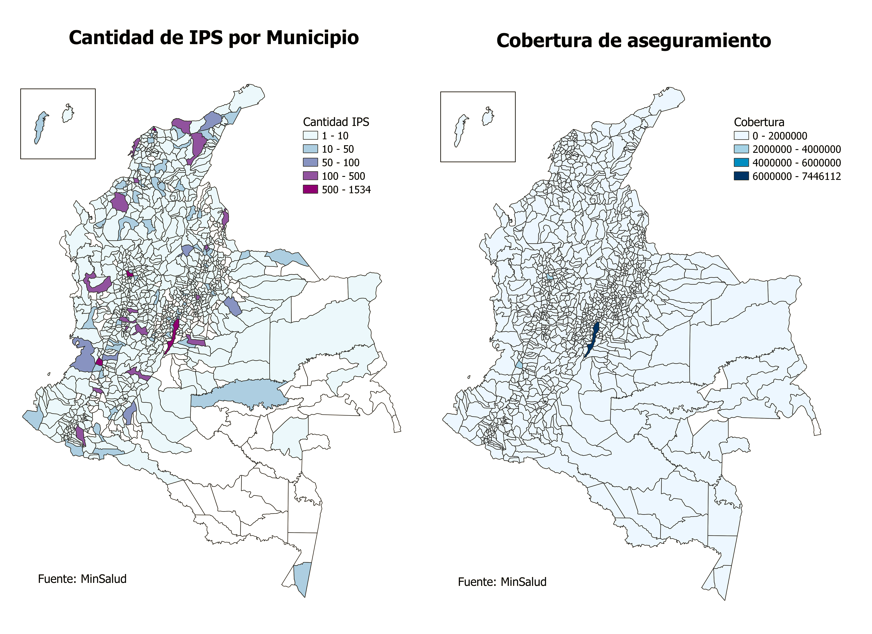 Cantidad de IPS por Municipio
Cantidad IPS
1 - 10
10 - 50
50 - 100
100 - 500
500 - 1534
Fuente: MinSalud
Cobertura de aseguramiento
Cobertura
0 - 2000000
2000000 - 4000000
4000000 - 6000000
6000000 - 7446112
Fuente: MinSalud